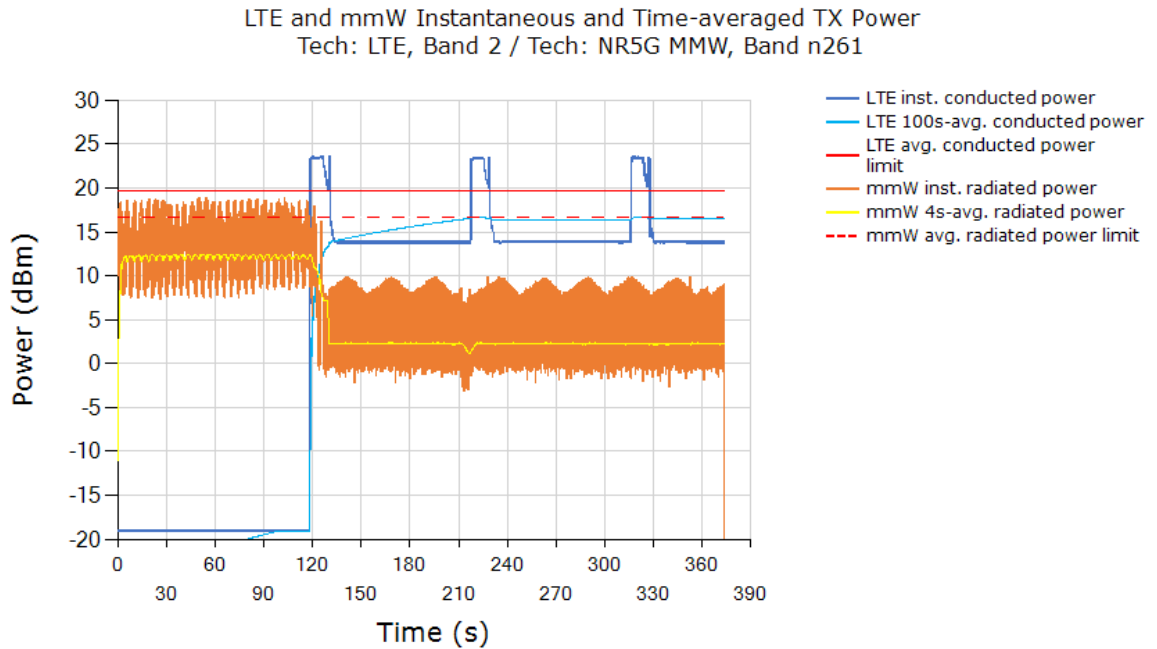 LTE and mmW Instantaneous and Time-averaged TX Power
Tech: LTE, Band 2 / Tech: NR5G MMW, Band n261
Power (dBm)
30
25
20
15
10
5
0
-5
-10
-15
-20
0 60 120 180 240 300 360
30 90 150 210 270 330 390
Time (s)
LTE inst. conducted power
LTE 100s-avg. conducted power
LTE avg. conducted power
limit
mmW inst. radiated power
mmW 4s-avg. radiated power
mmW avg. radiated power limit